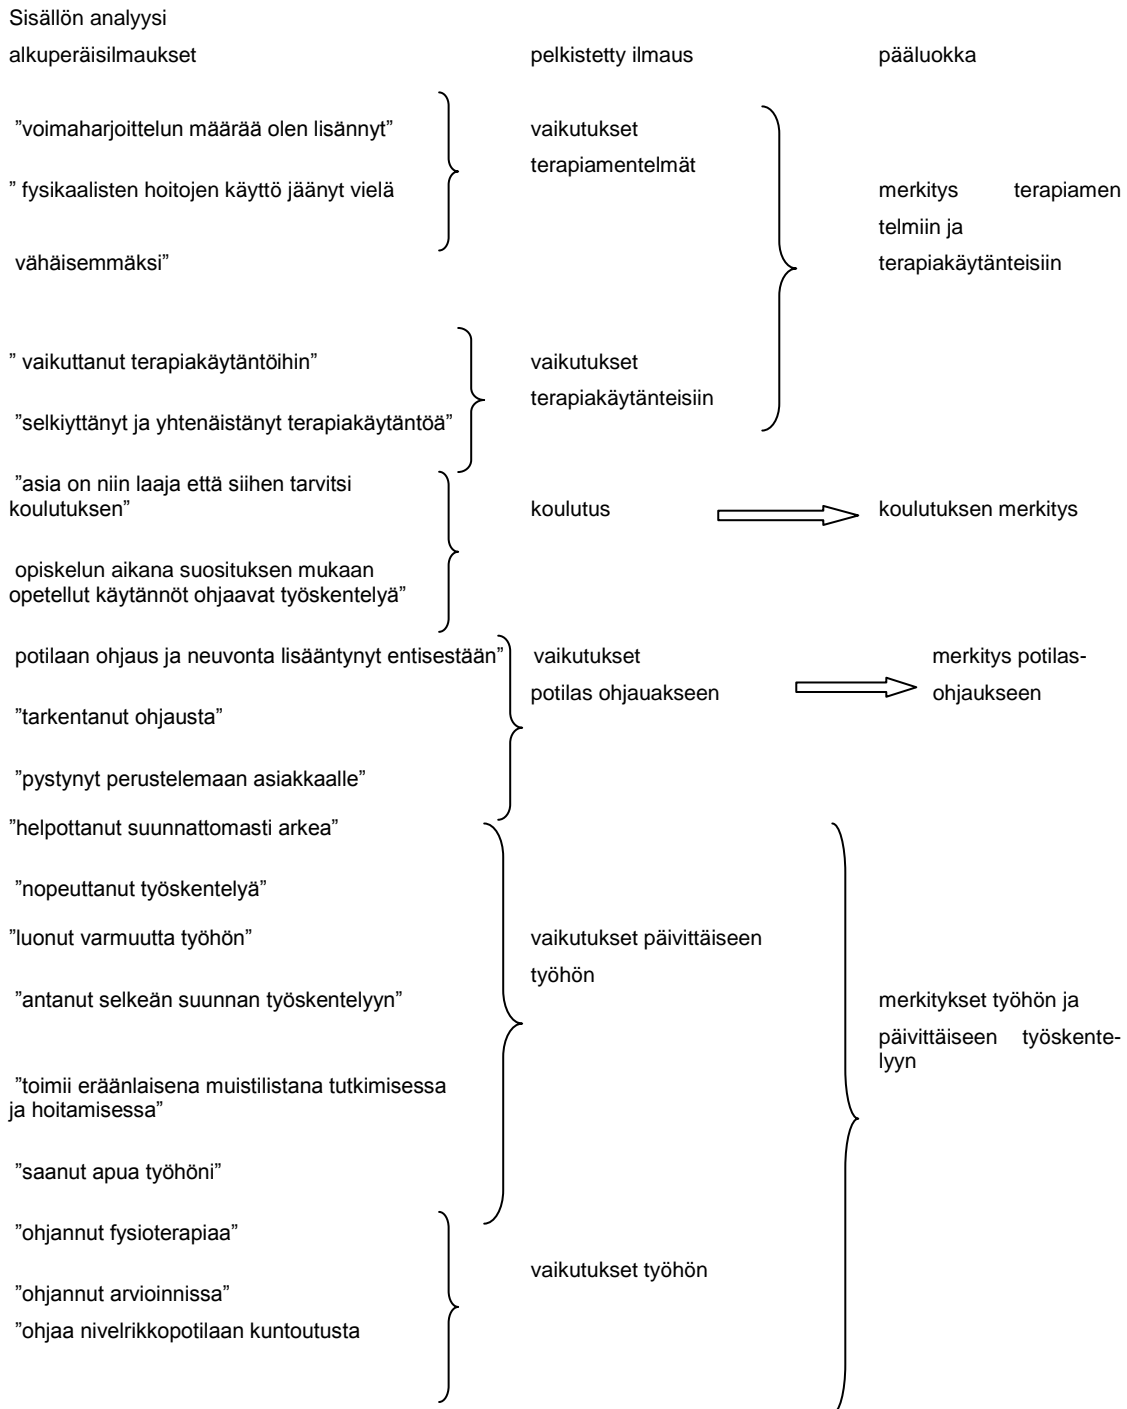 Sisällön analyysi
alkuperäisilmaukset pelkistetty ilmaus pääluokka
”voimaharjoittelun määrää olen lisännyt” vaikutukset
terapiamentelmät
” fysikaalisten hoitojen käyttö jäänyt vielä merkitys terapiamen
telmiin ja
vähäisemmäksi” terapiakäytänteisiin
” vaikuttanut terapiakäytäntöihin” vaikutukset
terapiakäytänteisiin
”selkiyttänyt ja yhtenäistänyt terapiakäytäntöä”
”asia on niin laaja että siihen tarvitsi
koulutuksen” koulutus koulutuksen merkitys
opiskelun aikana suosituksen mukaan
opetellut käytännöt ohjaavat työskentelyä”
potilaan ohjaus ja neuvonta lisääntynyt entisestään” vaikutukset merkitys potilas-
potilas ohjauakseen ohjaukseen
”tarkentanut ohjausta”
”pystynyt perustelemaan asiakkaalle”
”helpottanut suunnattomasti arkea”
”nopeuttanut työskentelyä”
”luonut varmuutta työhön” vaikutukset päivittäiseen
työhön
”antanut selkeän suunnan työskentelyyn” merkitykset työhön ja
päivittäiseen työskente-
lyyn
”toimii eräänlaisena muistilistana tutkimisessa
ja hoitamisessa”
”saanut apua työhöni”
”ohjannut fysioterapiaa”
vaikutukset työhön
”ohjannut arvioinnissa”
”ohjaa nivelrikkopotilaan kuntoutusta